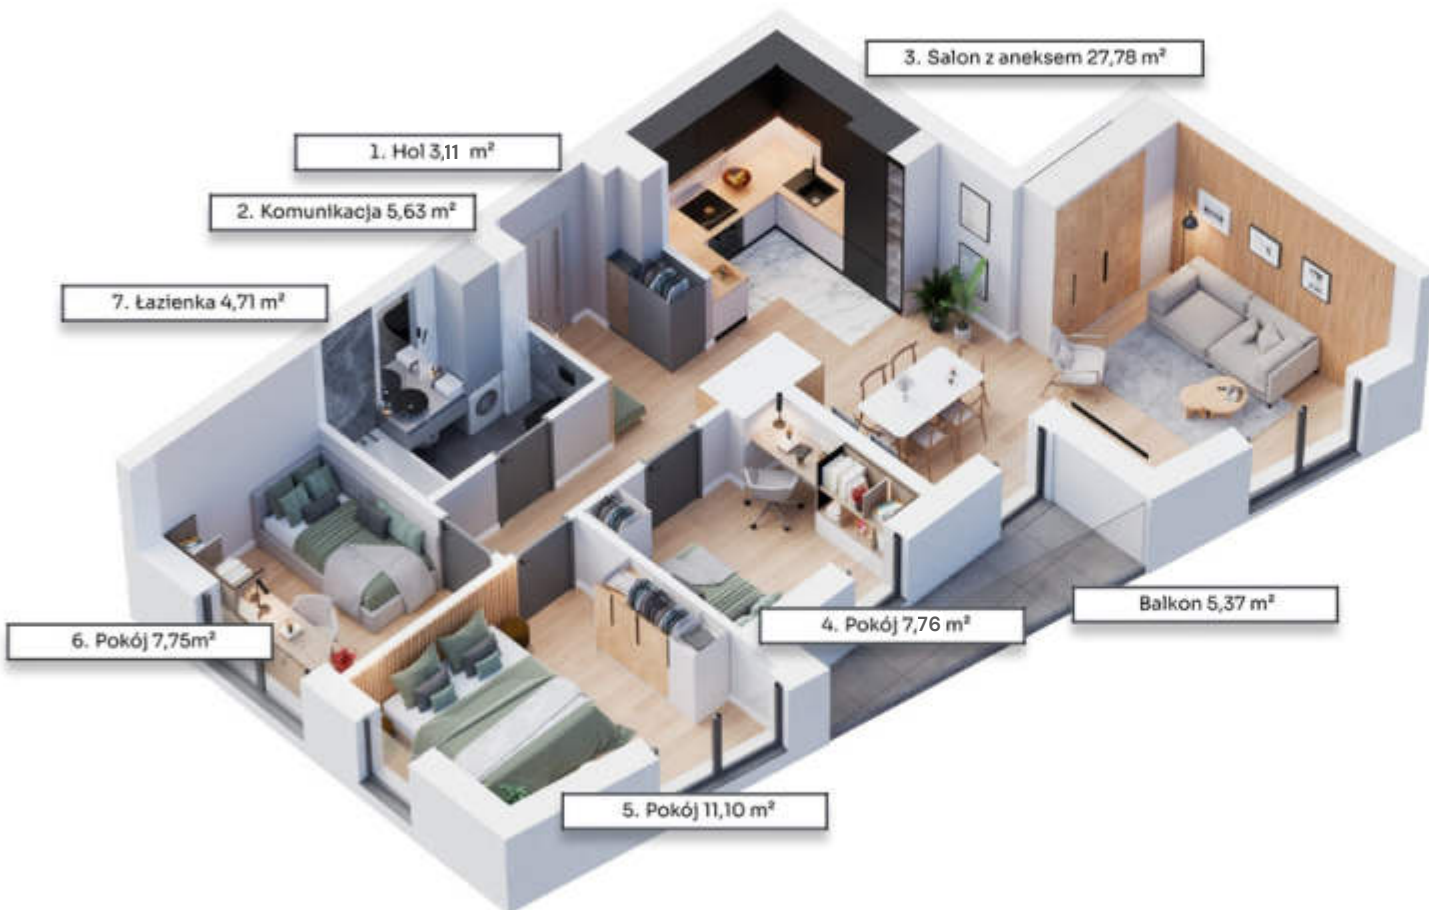 3. Salon z aneksem 27,78 m²
1. Hol 3,11 m²
2. Komunikacja 5,63 m²
7. Łazienka 4,71 m²
Balkon 5,37 m²
4. Pokój 7,76 m²
6. Pokój 7,75m²
5. Pokój 11,10 m²